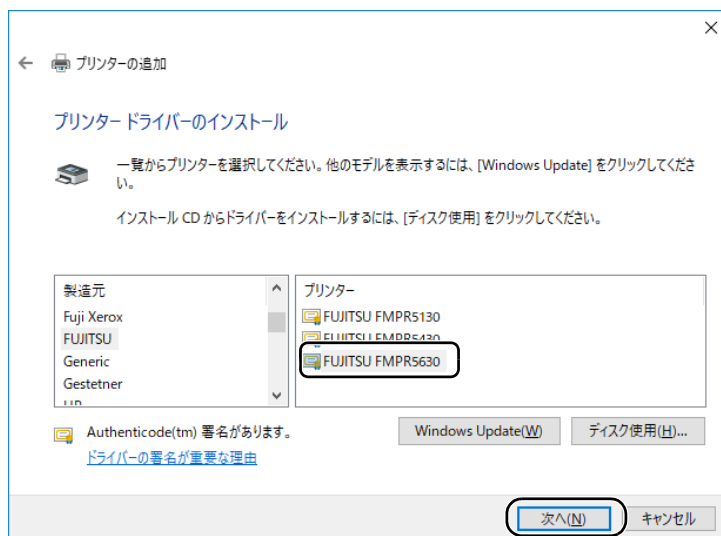 プリンターの追加
プリンター ドライバーのインストール
一覧からプリンターを選択してください。他のモデルを表示するには、[Windows Update] をクリックしてくださ
い。
インストール CD からドライバーをインストールするには、[ディスク使用] をクリックしてください。
製造元
Fuji Xerox
FUJITSU
Generic
Gestetner
プリンター
FUJITSU FMPR5130
FUJITSU FMPR5430
FUJITSU FMPR5630
Authenticode(tm) 署名があります。
ドライバーの署名が重要な理由
Windows Update(W)
ディスク使用(H)...
次へ(N)
キャンセル